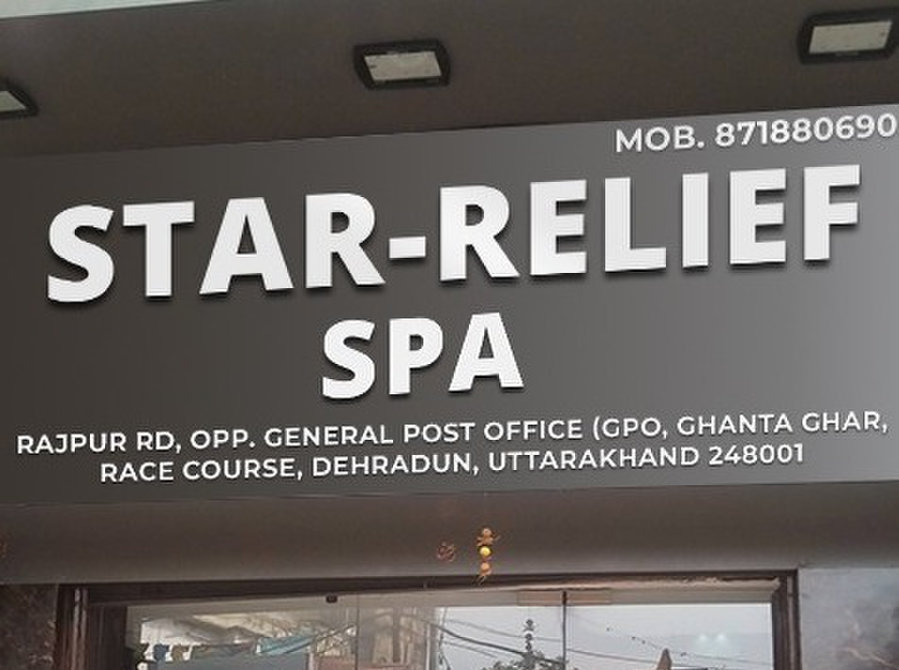 MOB. 871880690
STAR-RELIEF
SPA
RAJPUR RD, OPP. GENERAL POST OFFICE (GPO, GHANTA GHAR,
RACE COURSE, DEHRADUN, UTTARAKHAND 248001